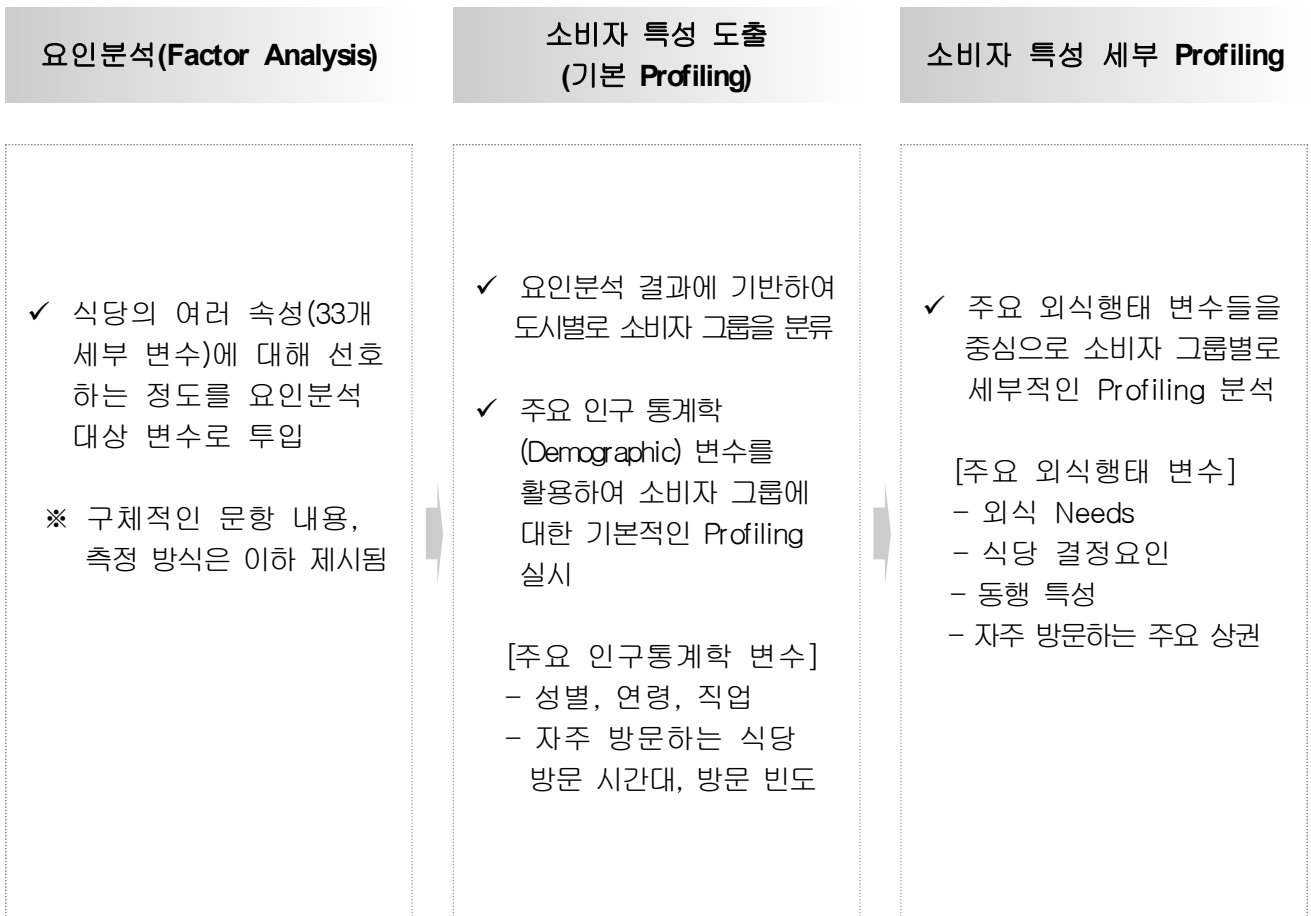 요인분석(Factor Analysis)
✓ 식당의 여러 속성(33개
세부 변수)에 대해 선호
하는 정도를 요인분석
대상 변수로 투입
※ 구체적인 문항 내용,
측정 방식은 이하 제시됨
소비자 특성 도출
(기본 Profiling)
✓ 요인분석 결과에 기반하여
도시별로 소비자 그룹을 분류
✓ 주요 인구 통계학
(Demographic) 변수를
활용하여 소비자 그룹에
대한 기본적인 Profiling
실시
[주요 인구통계학 변수]
- 성별, 연령, 직업
- 자주 방문하는 식당
방문 시간대, 방문 빈도
소비자 특성 세부 Profiling
✓ 주요 외식행태 변수들을
중심으로 소비자 그룹별로
세부적인 Profiling 분석
[주요 외식행태 변수]
- 외식 Needs
- 식당 결정요인
- 동행 특성
- 자주 방문하는 주요 상권